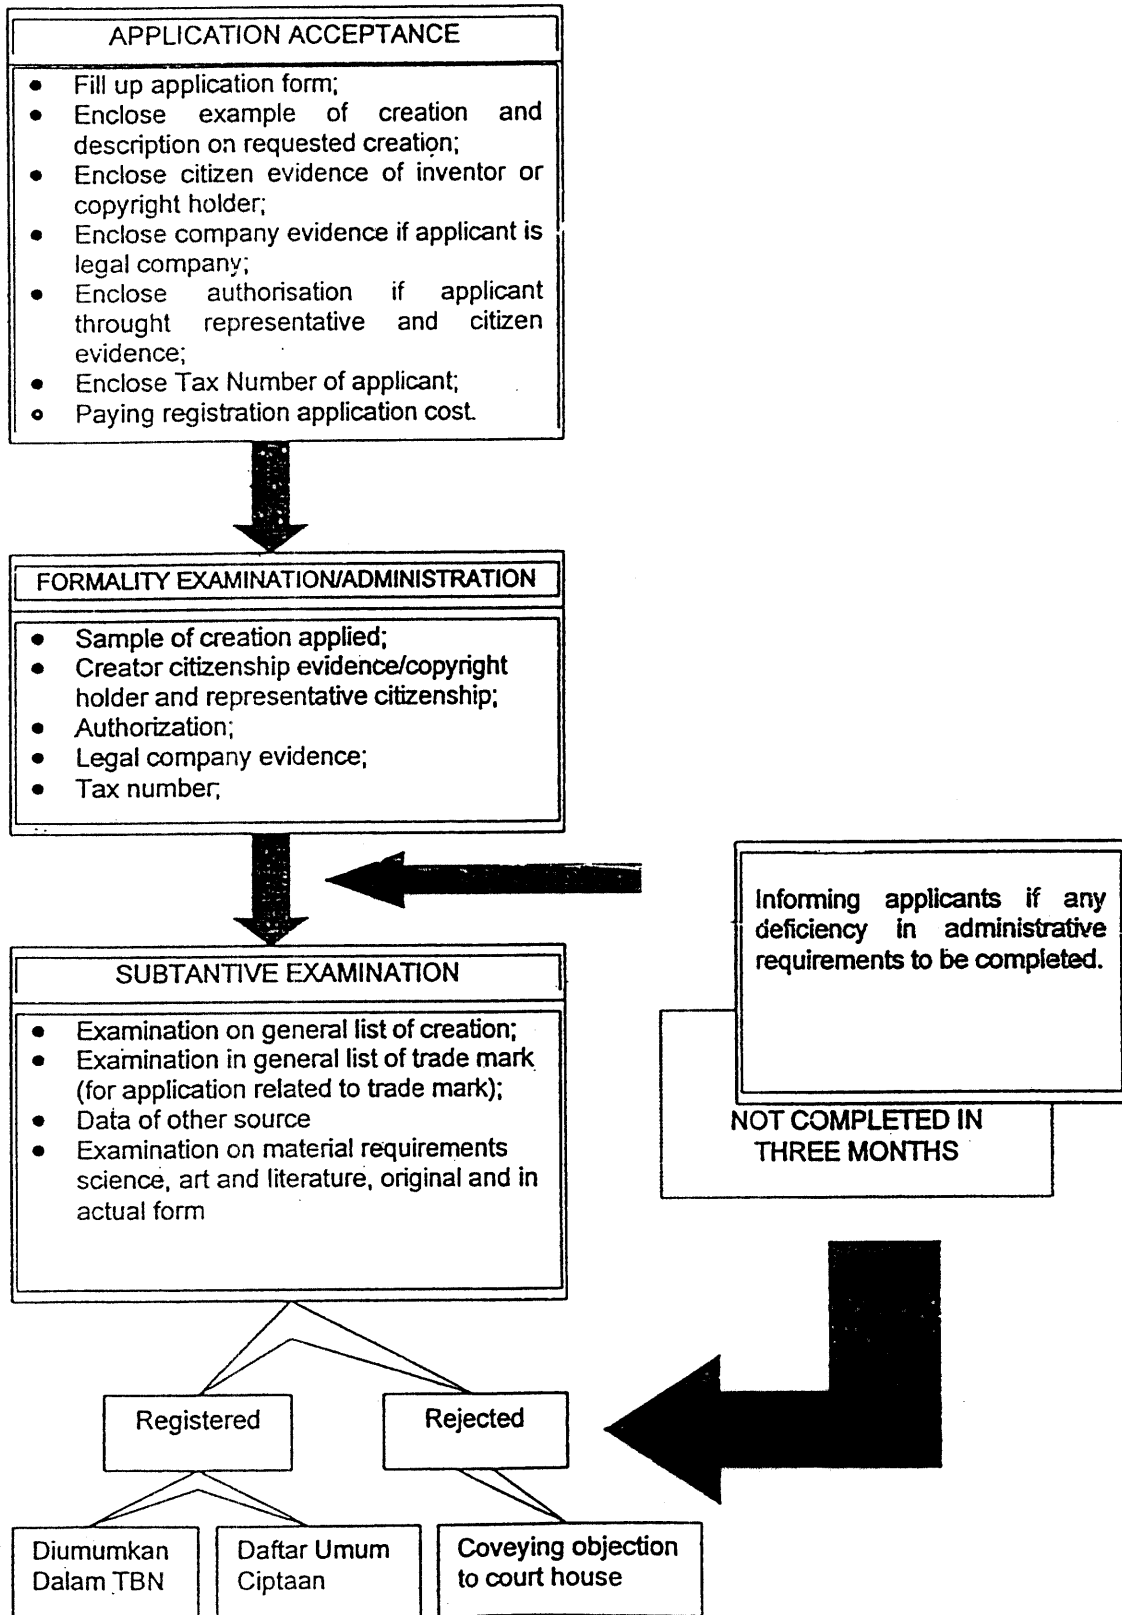 APPLICATION ACCEPTANCE
• Fill up application form;
• Enclose example of creation and
description on requested creation;
• Enclose citizen evidence of inventor or
copyright holder;
• Enclose company evidence if applicant is
legal company;
• Enclose authorisation if applicant
throught representative and citizen
evidence;
• Enclose Tax Number of applicant;
• Paying registration application cost.
FORMALITY EXAMINATION/ADMINISTRATION
• Sample of creation applied;
• Creator citizenship evidence/copyright
holder and representative citizenship;
• Authorization;
• Legal company evidence;
• Tax number;
Informing applicants if any
deficiency in administrative
requirements to be completed.
NOT COMPLETED IN
THREE MONTHS
SUBTANTIVE EXAMINATION
• Examination on general list of creation;
• Examination in general list of trade mark
(for application related to trade mark);
• Data of other source
• Examination on material requirements
science, art and literature, original and in
actual form
Registered
Rejected
Diumumkan
Dalam TBN
Daftar Umum
Ciptaan
Coveying objection
to court house